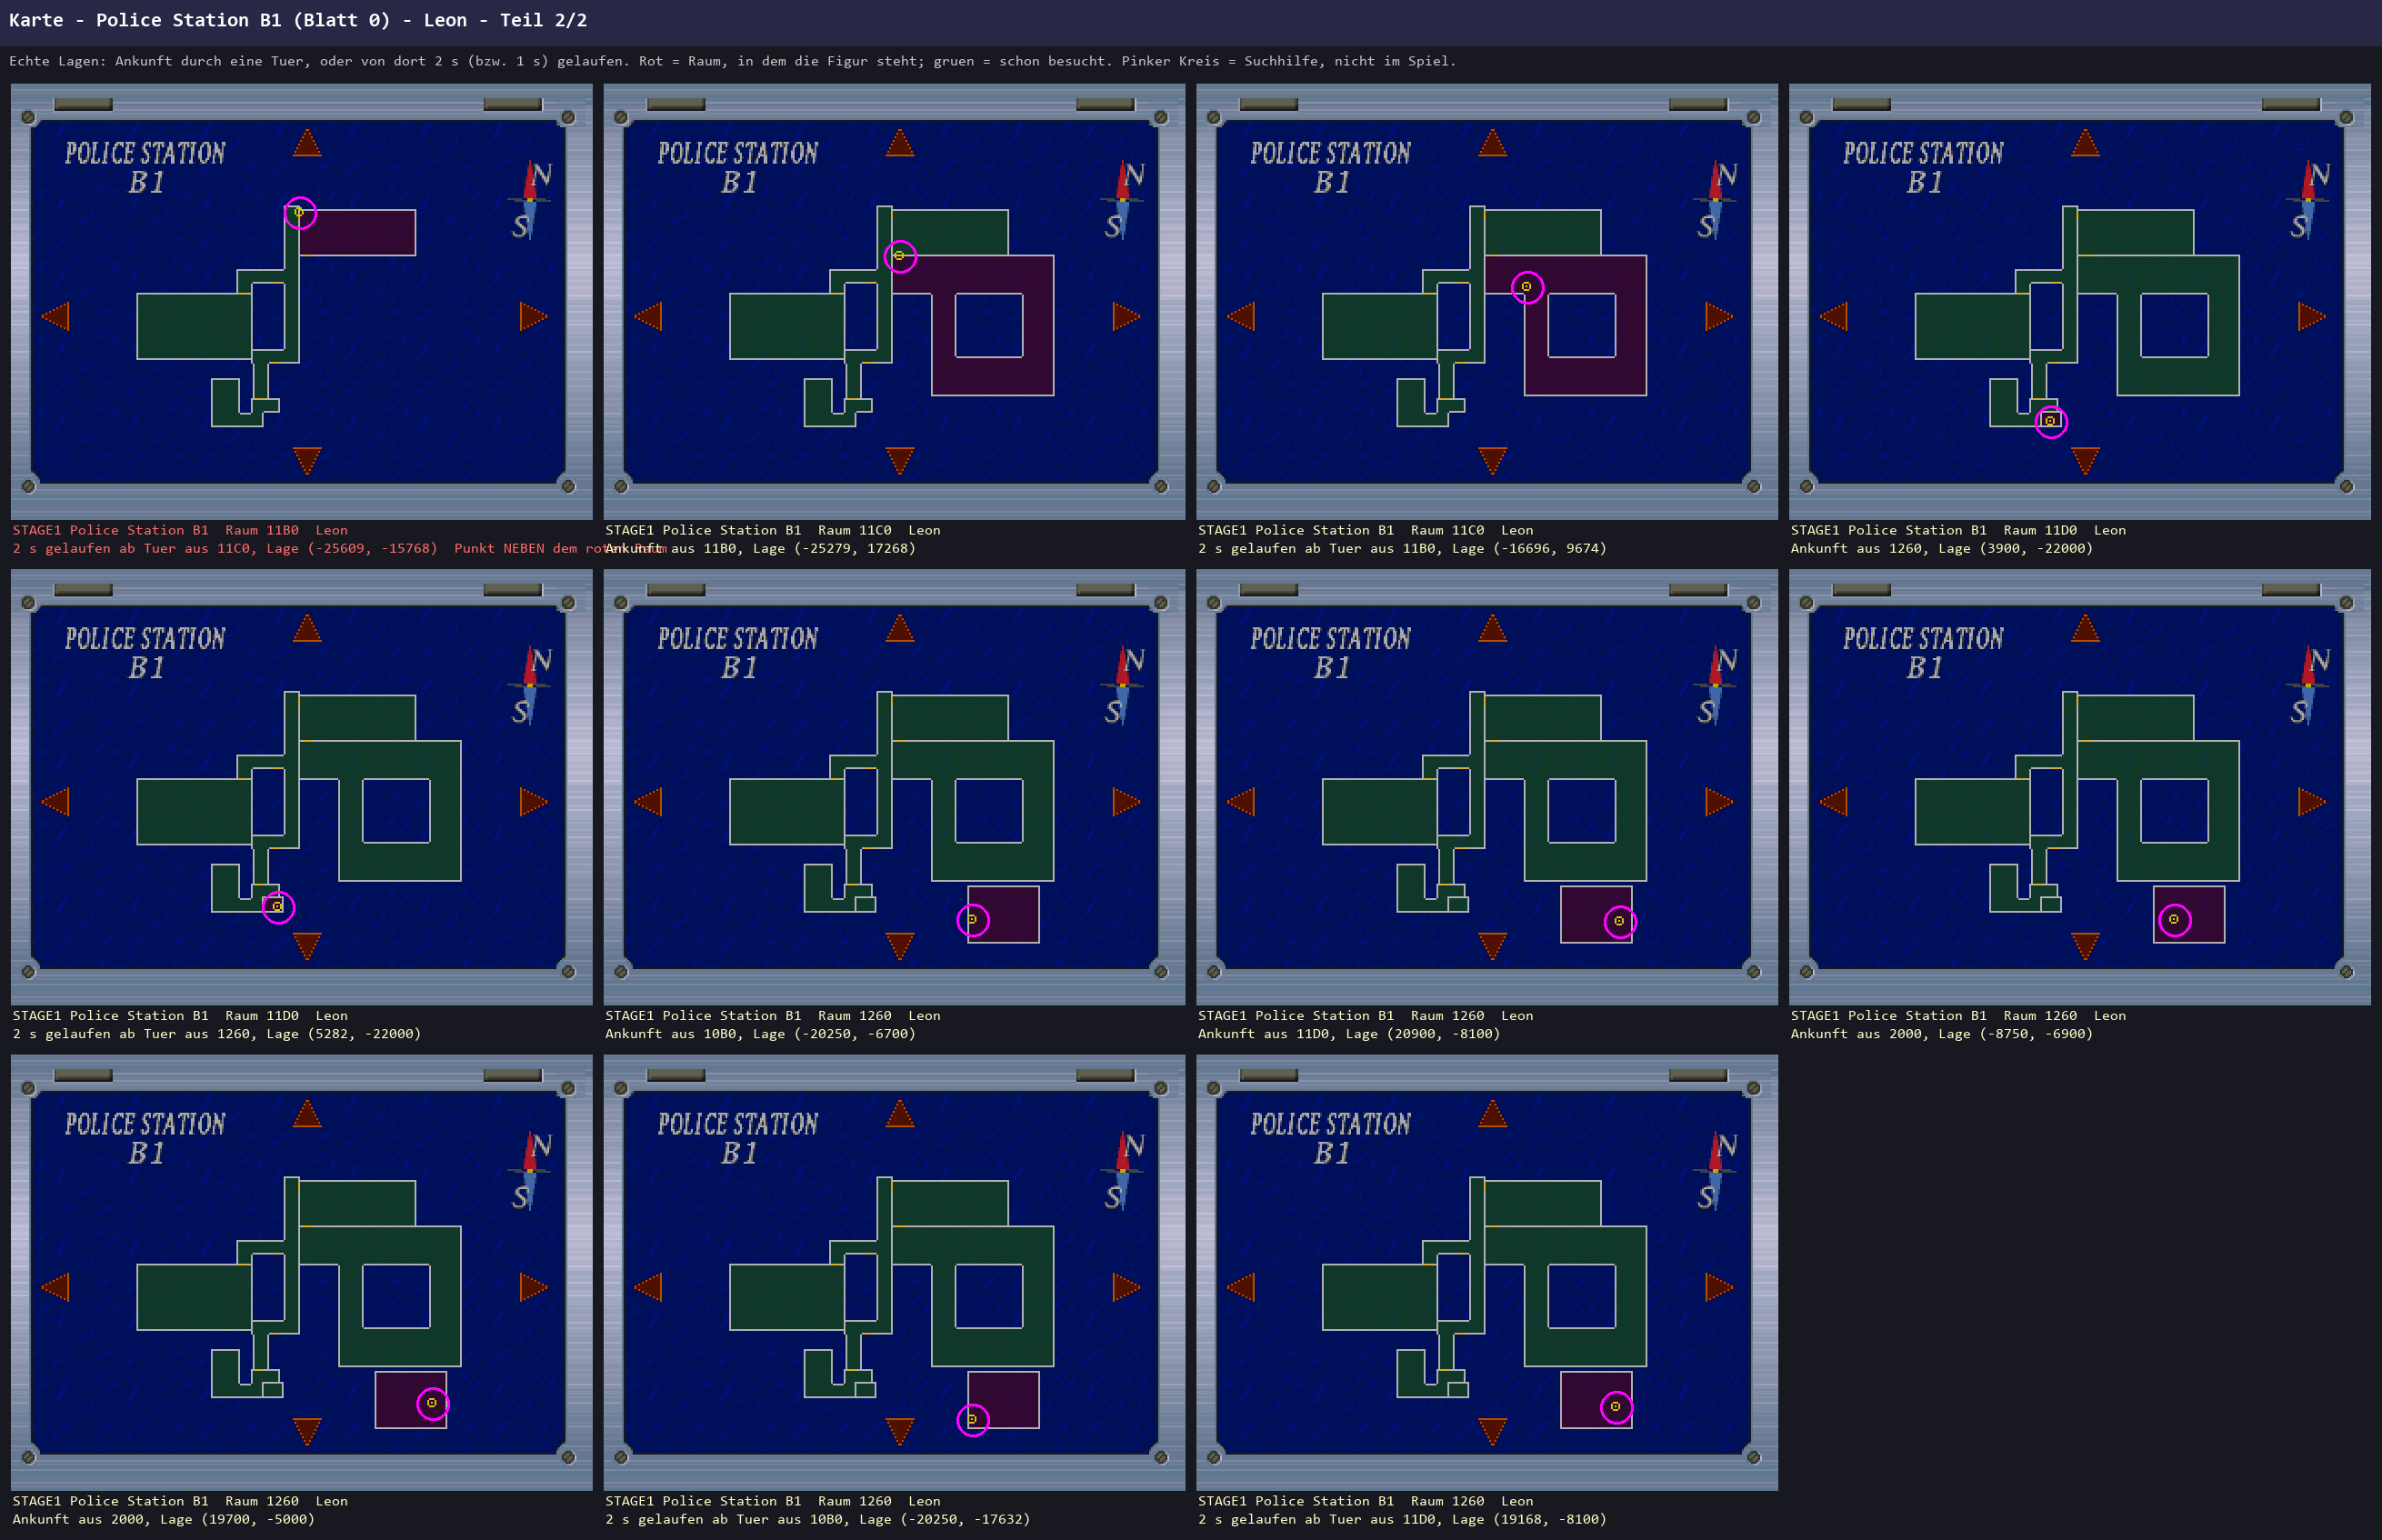 Karte - Police Station B1 (Blatt 0) - Leon - Teil 2/2
Echte Lagen: Ankunft durch eine Tuer, oder von dort 2 s (bzw. 1 s) gelaufen. Rot = Raum, in dem die Figur steht; gruen = schon besucht. Pinker Kreis = Suchhilfe, nicht im Spiel.
POLICE STATION
B1
N
S
STAGE1 Police Station B1 Raum 11B0 Leon
2 s gelaufen ab Tuer aus 11C0, Lage (-25609, -15768) Punkt NEBEN dem roten Raum
POLICE STATION
B1
N
S
STAGE1 Police Station B1 Raum 11C0 Leon
Ankunft aus 11B0, Lage (-25279, 17268)
POLICE STATION
B1
N
S
STAGE1 Police Station B1 Raum 11C0 Leon
2 s gelaufen ab Tuer aus 11B0, Lage (-16696, 9674)
POLICE STATION
B1
N
S
STAGE1 Police Station B1 Raum 11D0 Leon
Ankunft aus 1260, Lage (3900, -22000)
POLICE STATION
B1
N
S
STAGE1 Police Station B1 Raum 11D0 Leon
2 s gelaufen ab Tuer aus 1260, Lage (5282, -22000)
POLICE STATION
B1
N
S
STAGE1 Police Station B1 Raum 1260 Leon
Ankunft aus 10B0, Lage (-20250, -6700)
POLICE STATION
B1
N
S
STAGE1 Police Station B1 Raum 1260 Leon
Ankunft aus 11D0, Lage (20900, -8100)
POLICE STATION
B1
N
S
STAGE1 Police Station B1 Raum 1260 Leon
Ankunft aus 2000, Lage (-8750, -6900)
POLICE STATION
B1
N
S
STAGE1 Police Station B1 Raum 1260 Leon
Ankunft aus 2000, Lage (19700, -5000)
POLICE STATION
B1
N
S
STAGE1 Police Station B1 Raum 1260 Leon
2 s gelaufen ab Tuer aus 10B0, Lage (-20250, -17632)
POLICE STATION
B1
N
S
STAGE1 Police Station B1 Raum 1260 Leon
2 s gelaufen ab Tuer aus 11D0, Lage (19168, -8100)